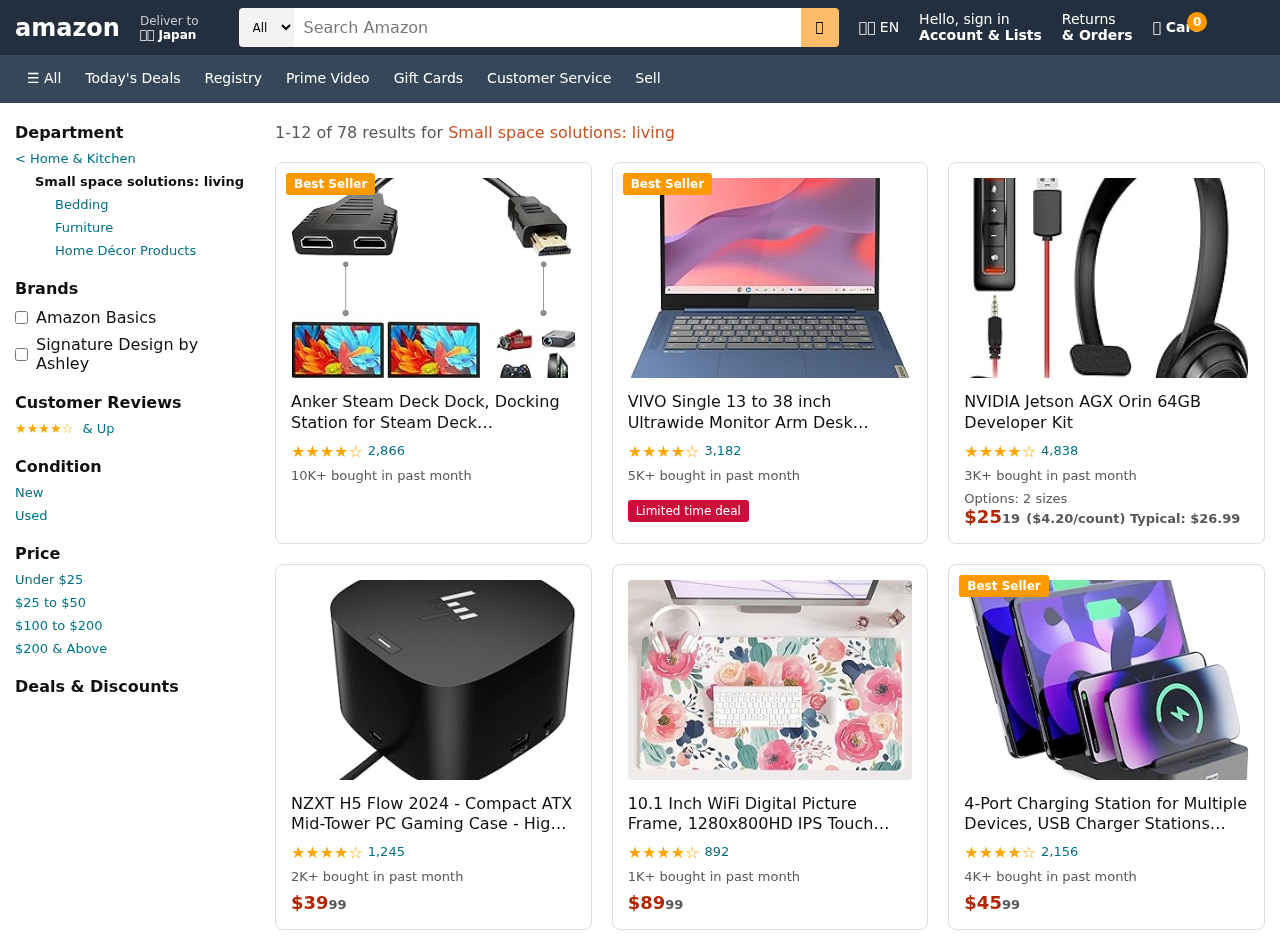 amazon
Deliver to
Japan
All
Search Amazon
EN
Hello, sign in
Account & Lists
Returns
& Orders
Car
0
☰ All
Today's Deals
Registry
Prime Video
Gift Cards
Customer Service
Sell
Department
< Home & Kitchen
Small space solutions: living
Bedding
Furniture
Home Décor Products
Brands
Amazon Basics
Signature Design by
Ashley
Customer Reviews
★★★★☆ & Up
Condition
New
Used
Price
Under $25
$25 to $50
$100 to $200
$200 & Above
Deals & Discounts
1-12 of 78 results for Small space solutions: living
Best Seller
Anker Steam Deck Dock, Docking
Station for Steam Deck…
★★★★☆ 2,866
10K+ bought in past month
Best Seller
VIVO Single 13 to 38 inch
Ultrawide Monitor Arm Desk…
★★★★☆ 3,182
5K+ bought in past month
Limited time deal
NVIDIA Jetson AGX Orin 64GB
Developer Kit
★★★★☆ 4,838
3K+ bought in past month
Options: 2 sizes
$2519 ($4.20/count) Typical: $26.99
NZXT H5 Flow 2024 - Compact ATX
Mid-Tower PC Gaming Case - Hig…
★★★★☆ 1,245
2K+ bought in past month
$3999
10.1 Inch WiFi Digital Picture
Frame, 1280x800HD IPS Touch…
★★★★☆ 892
1K+ bought in past month
$8999
Best Seller
4-Port Charging Station for Multiple
Devices, USB Charger Stations…
★★★★☆ 2,156
4K+ bought in past month
$4599